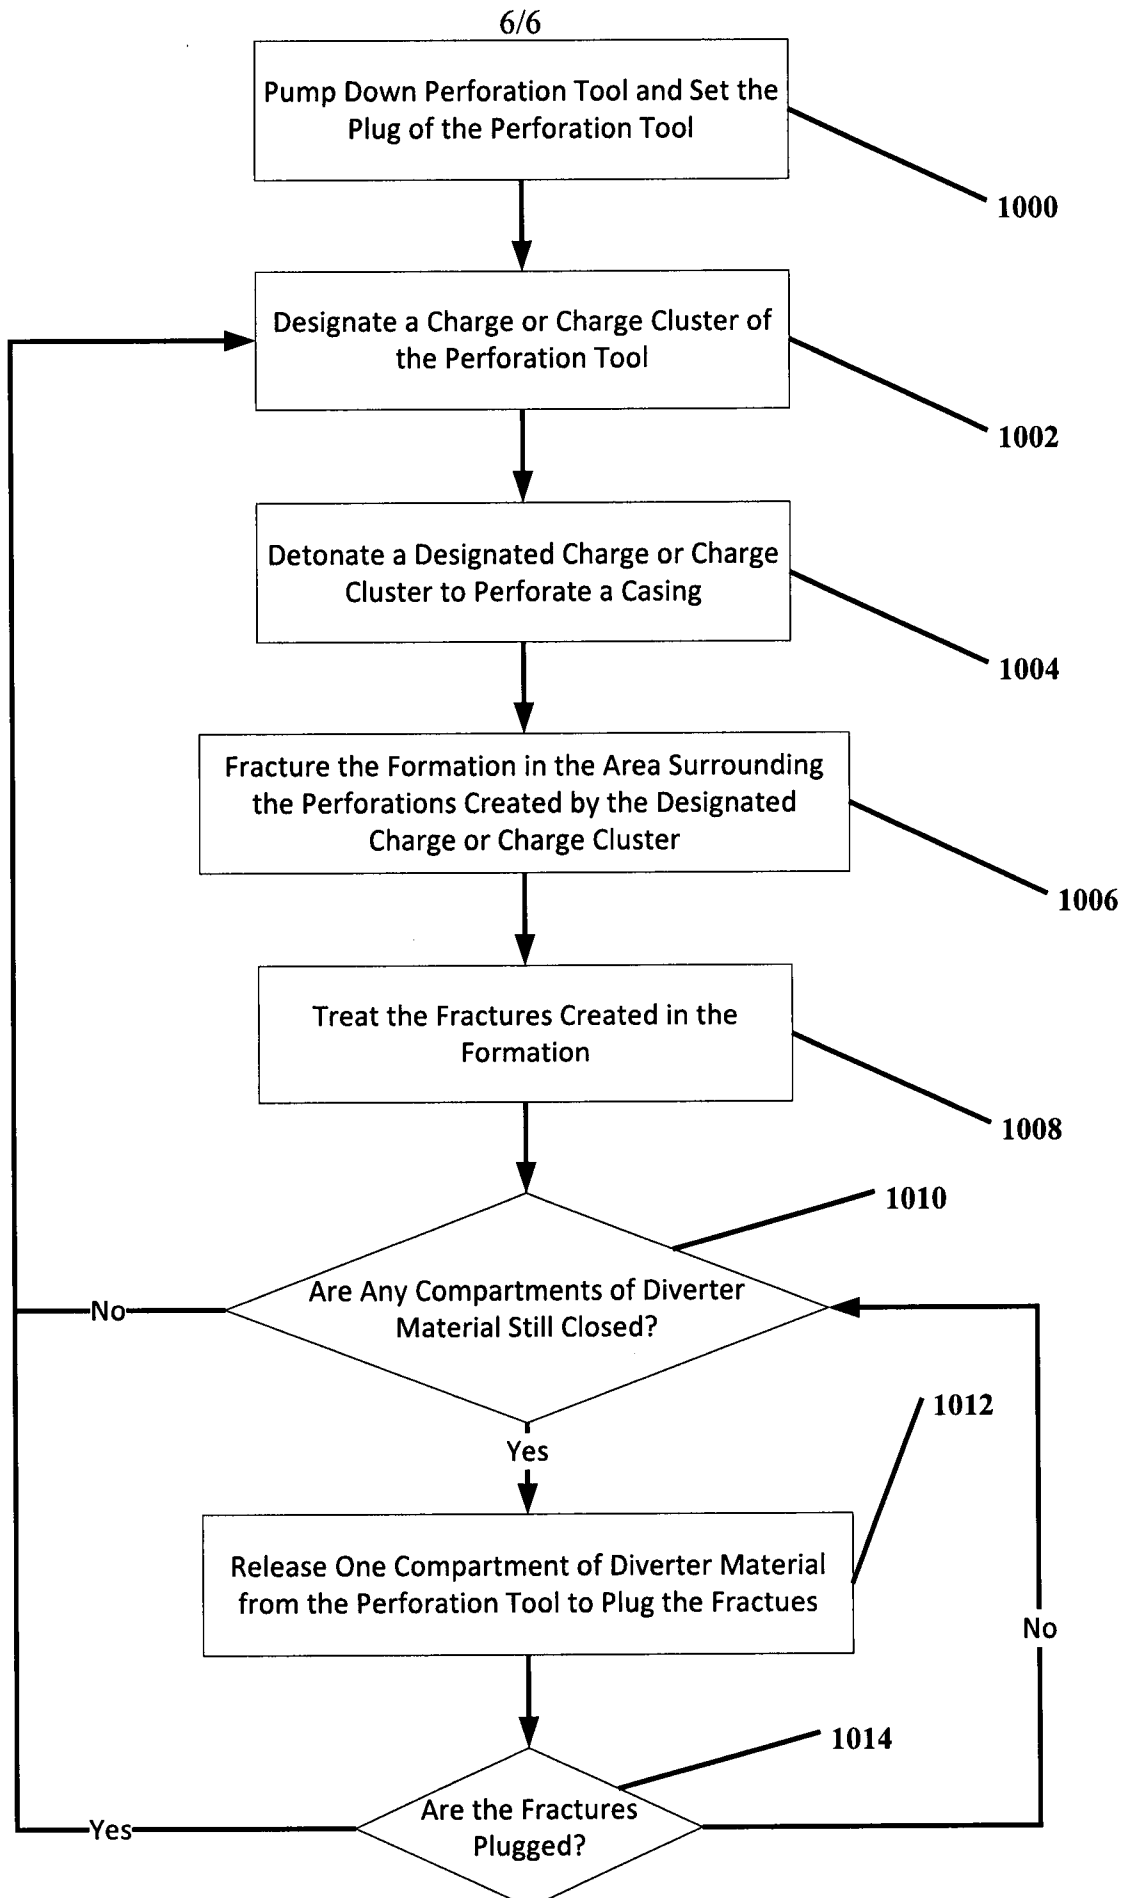 6/6
Pump Down Perforation Tool and Set the
Plug of the Perforation Tool
1000
Designate a Charge or Charge Cluster of
the Perforation Tool
1002
Detonate a Designated Charge or Charge
Cluster to Perforate a Casing
1004
Fracture the Formation in the Area Surrounding
the Perforations Created by the Designated
Charge or Charge Cluster
1006
Treat the Fractures Created in the
Formation
1008
1010
Are Any Compartments of Diverter
Material Still Closed?
No
1012
Yes
Release One Compartment of Diverter Material
from the Perforation Tool to Plug the Fractues
No
1014
Are the Fractures
Plugged?
Yes